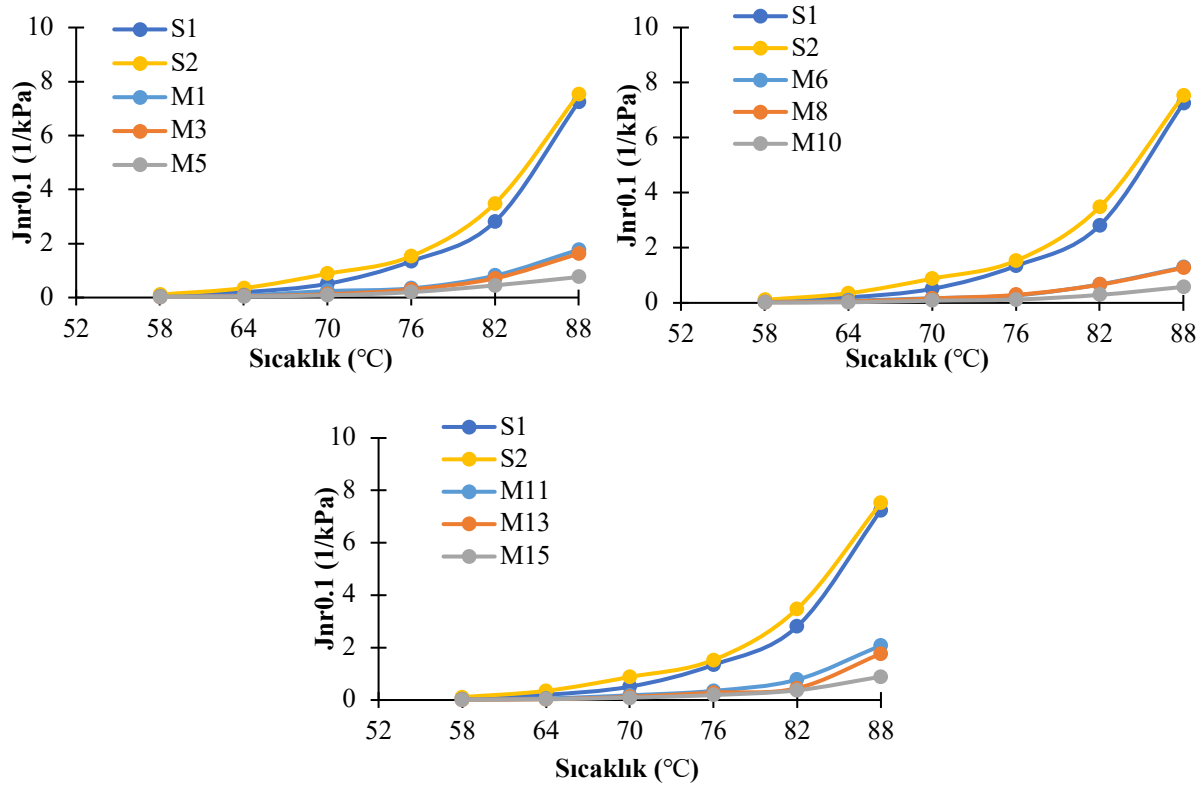 S1
S2
M1
M3
M5
Jnr0.1 (1/kPa)
10
8
6
4
2
0
52 58 64 70 76 82 88
Sıcaklık (°C)
S1
S2
M6
M8
M10
Jnr0.1 (1/kPa)
10
8
6
4
2
0
52 58 64 70 76 82 88
Sıcaklık (°C)
S1
S2
M11
M13
M15
Jnr0.1 (1/kPa)
10
8
6
4
2
0
52 58 64 70 76 82 88
Sıcaklık (°C)